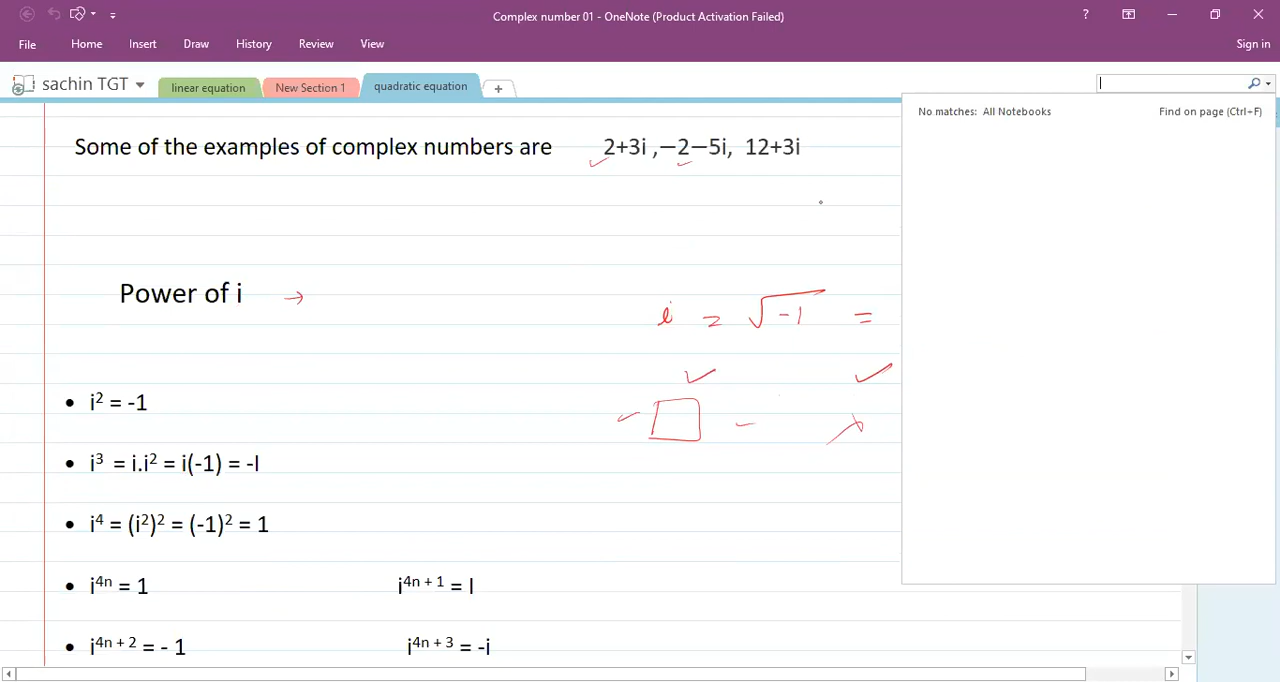 Complex number 01 - OneNote (Product Activation Failed)
?
File Home Insert Draw History Review View
Sign in
sachin TGT
linear equation New Section 1 quadratic equation +
No matches: All Notebooks
Find on page (Ctrl+F)
Some of the examples of complex numbers are 2+3i ,−2−5i, 12+3i
Power of i →
i = √-1 =
• i² = -1
• i³ = i.i² = i(-1) = -I
• i⁴ = (i²)² = (-1)² = 1
• i⁴ⁿ = 1 i⁴ⁿ ⁺ ¹ = I
• i⁴ⁿ ⁺ ² = - 1 i⁴ⁿ ⁺ ³ = -i